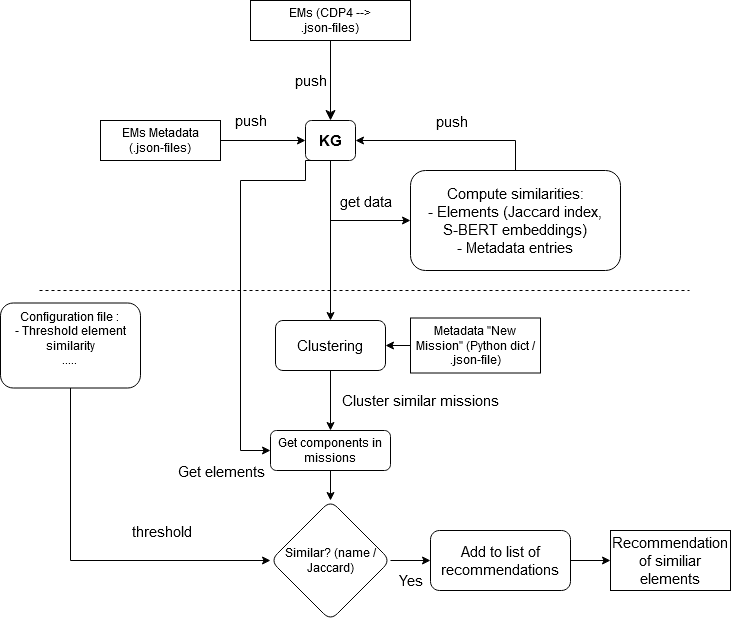 EMs (CDP4 -->
.json-files)
push
EMs Metadata
(.json-files)
push
KG
push
get data
Compute similarities:
- Elements (Jaccard index,
S-BERT embeddings)
- Metadata entries
Configuration file :
- Threshold element
similarity
.....
Clustering
Metadata "New
Mission" (Python dict /
.json-file)
Cluster similar missions
Get components in
missions
Get elements
threshold
Similar? (name /
Jaccard)
Yes
Add to list of
recommendations
Recommendation
of similiar
elements